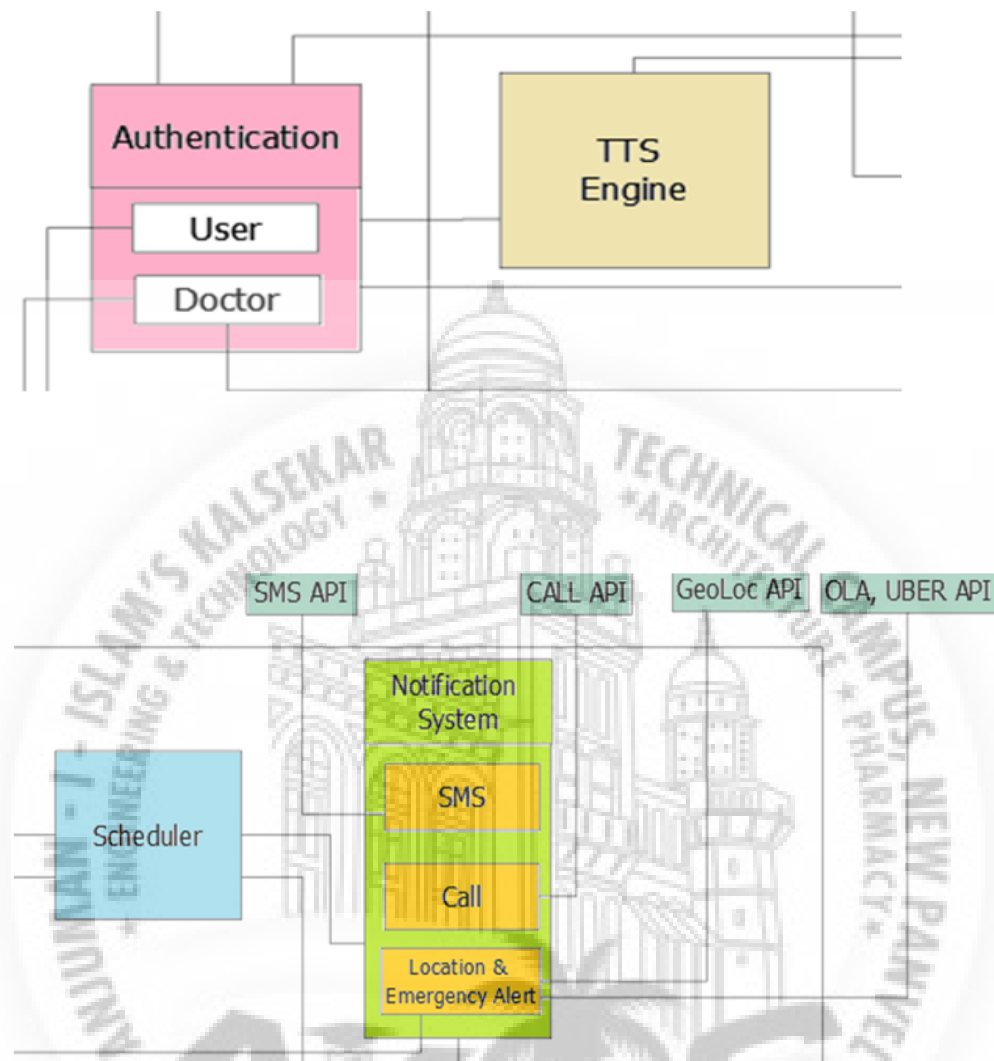 Authentication
TTS
Engine
User
Doctor
ANJUMAN - I - ISLAM'S KALSEKAR TECHNICAL CAMPUS, NEW PANVEL
ENGINEERING & TECHNOLOGY * ARCHITECTURE * PHARMACY *
SMS API
CALL API
GeoLoc API
OLA, UBER API
Notification
System
SMS
Scheduler
Call
Location &
Emergency Alert